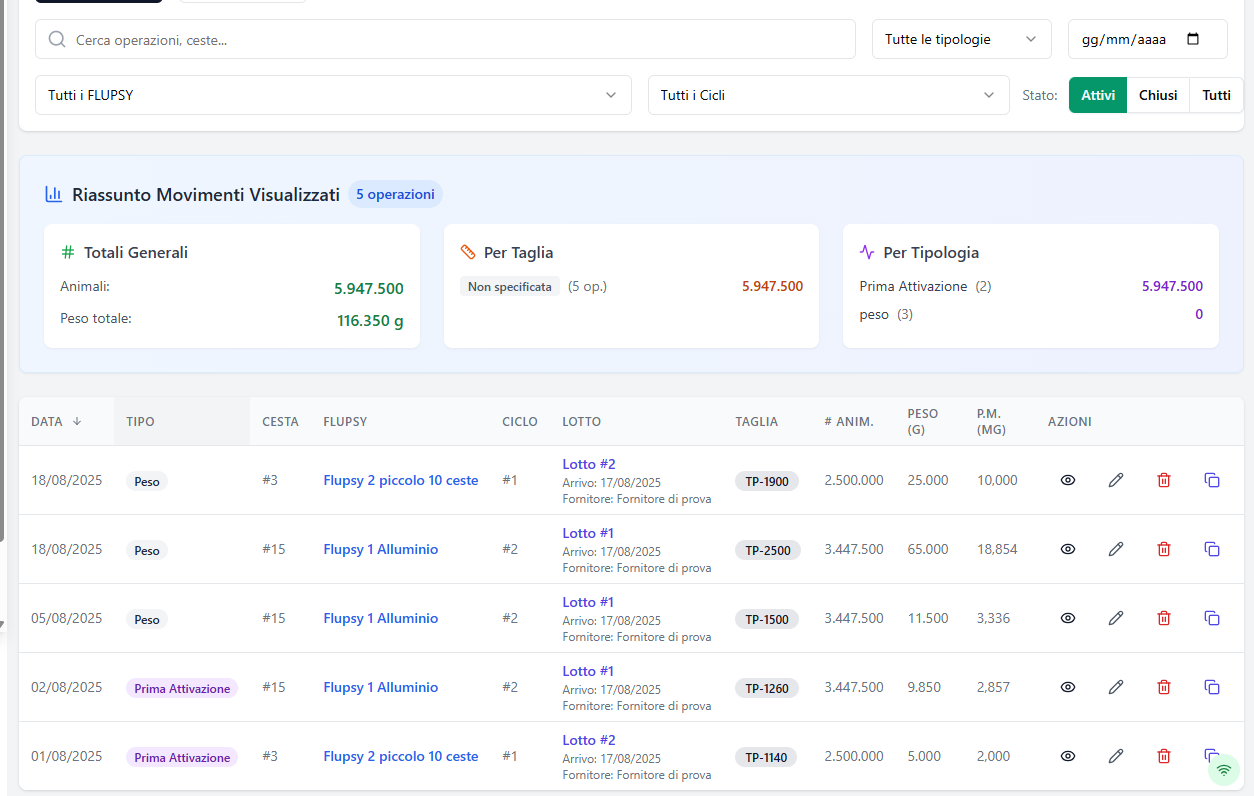 Cerca operazioni, ceste...
Tutte le tipologie
gg/mm/aaaa
Tutti i FLUPSY
Tutti i Cicli
Stato:
Attivi
Chiusi
Tutti
Riassunto Movimenti Visualizzati
5 operazioni
# Totali Generali
Animali: 5.947.500
Peso totale: 116.350 g
Per Taglia
Non specificata (5 op.) 5.947.500
Per Tipologia
Prima Attivazione (2) 5.947.500
peso (3) 0
DATA ↓ TIPO CESTA FLUPSY CICLO LOTTO TAGLIA # ANIM. PESO (G) P.M. (MG) AZIONI
18/08/2025 Peso #3 Flupsy 2 piccolo 10 ceste #1 Lotto #2 TP-1900 2.500.000 25.000 10,000
Arrivo: 17/08/2025
Fornitore: Fornitore di prova
18/08/2025 Peso #15 Flupsy 1 Alluminio #2 Lotto #1 TP-2500 3.447.500 65.000 18,854
Arrivo: 17/08/2025
Fornitore: Fornitore di prova
05/08/2025 Peso #15 Flupsy 1 Alluminio #2 Lotto #1 TP-1500 3.447.500 11.500 3,336
Arrivo: 17/08/2025
Fornitore: Fornitore di prova
02/08/2025 Prima Attivazione #15 Flupsy 1 Alluminio #2 Lotto #1 TP-1260 3.447.500 9.850 2,857
Arrivo: 17/08/2025
Fornitore: Fornitore di prova
01/08/2025 Prima Attivazione #3 Flupsy 2 piccolo 10 ceste #1 Lotto #2 TP-1140 2.500.000 5.000 2,000
Arrivo: 17/08/2025
Fornitore: Fornitore di prova